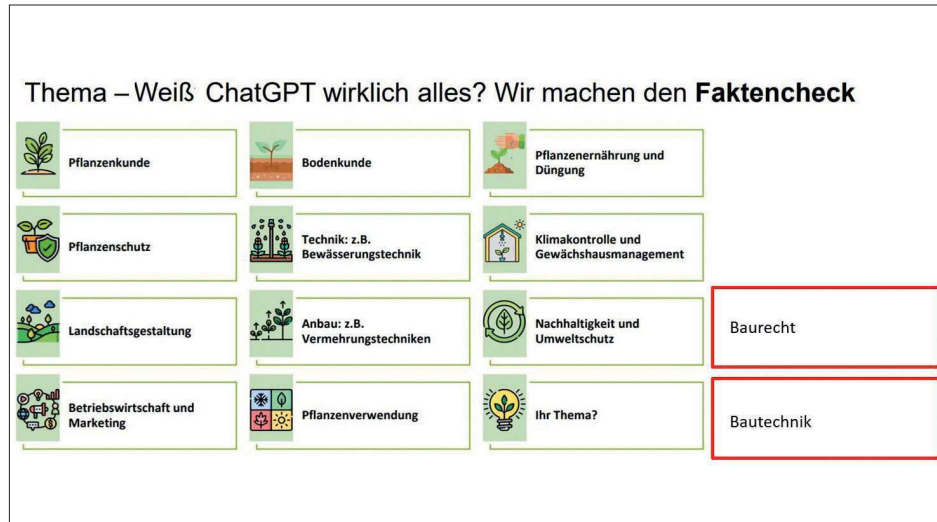 Thema – Weiß ChatGPT wirklich alles? Wir machen den Faktencheck
Pflanzenkunde
Bodenkunde
Pflanzenernährung und
Düngung
Pflanzenschutz
Technik: z.B.
Bewässerungstechnik
Klimakontrolle und
Gewächshausmanagement
Landschaftsgestaltung
Anbau: z.B.
Vermehrungstechniken
Nachhaltigkeit und
Umweltschutz
Baurecht
Betriebswirtschaft und
Marketing
Pflanzenverwendung
Ihr Thema?
Bautechnik